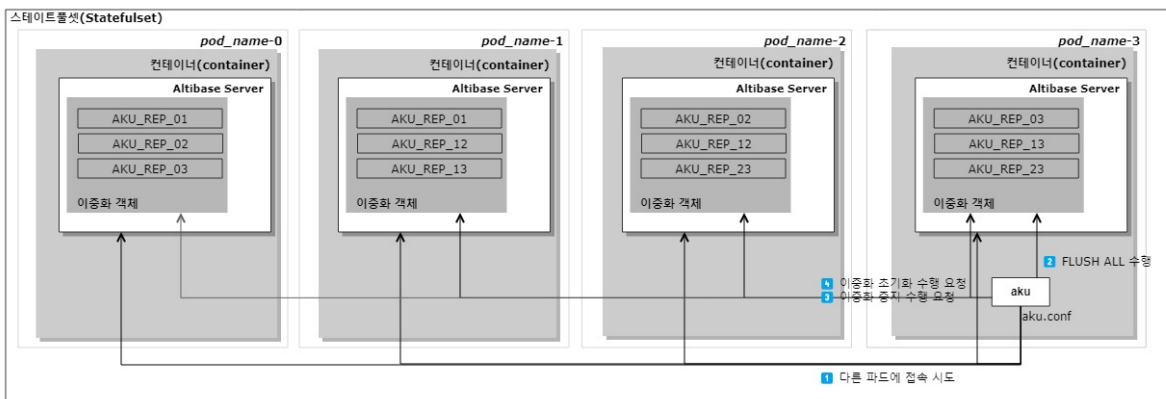 스테이트풀셋(Statefulset)
pod_name-0
컨테이너(container)
Altibase Server
AKU_REP_01
AKU_REP_02
AKU_REP_03
이중화 객체
pod_name-1
컨테이너(container)
Altibase Server
AKU_REP_01
AKU_REP_12
AKU_REP_13
이중화 객체
pod_name-2
컨테이너(container)
Altibase Server
AKU_REP_02
AKU_REP_12
AKU_REP_23
이중화 객체
pod_name-3
컨테이너(container)
Altibase Server
AKU_REP_03
AKU_REP_13
AKU_REP_23
이중화 객체
2 FLUSH ALL 수행
4 이중화 초기화 수행 요청
3 이중화 중지 수행 요청
aku
aku.conf
1 다른 파드에 접속 시도